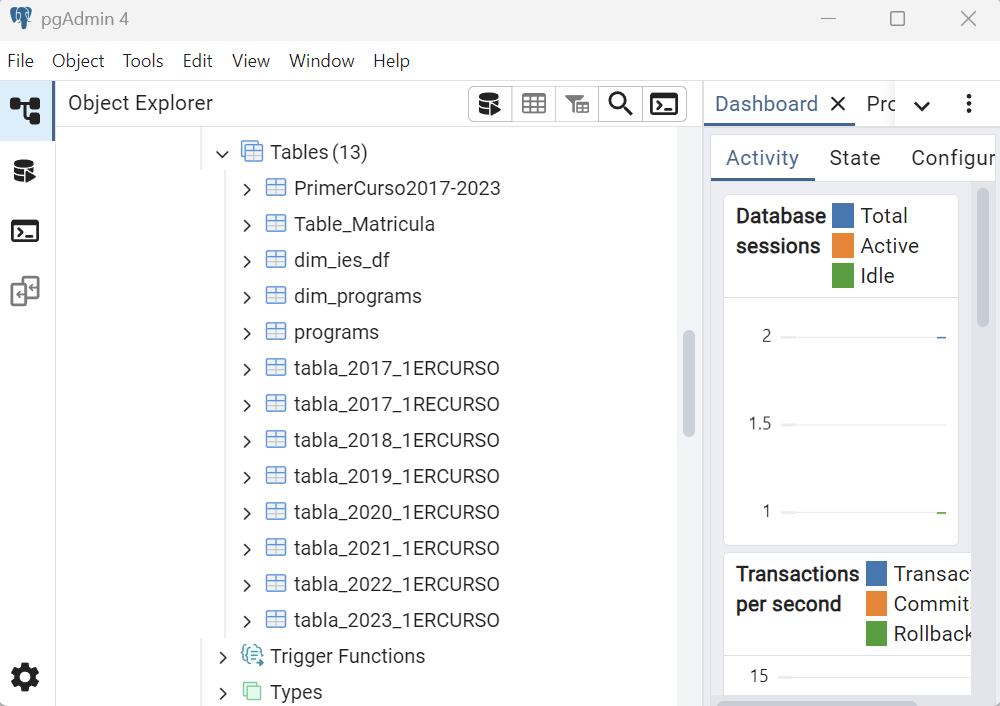 pgAdmin 4
File Object Tools Edit View Window Help
Object Explorer
Tables (13)
PrimerCurso2017-2023
Table_Matricula
dim_ies_df
dim_programs
programs
tabla_2017_1ERCURSO
tabla_2017_1RECURSO
tabla_2018_1ERCURSO
tabla_2019_1ERCURSO
tabla_2020_1ERCURSO
tabla_2021_1ERCURSO
tabla_2022_1ERCURSO
tabla_2023_1ERCURSO
Trigger Functions
Types
Dashboard Pro
Activity State Configur
Database sessions
Total
Active
Idle
2
1.5
1
Transactions per second
Transac
Commit
Rollback
15